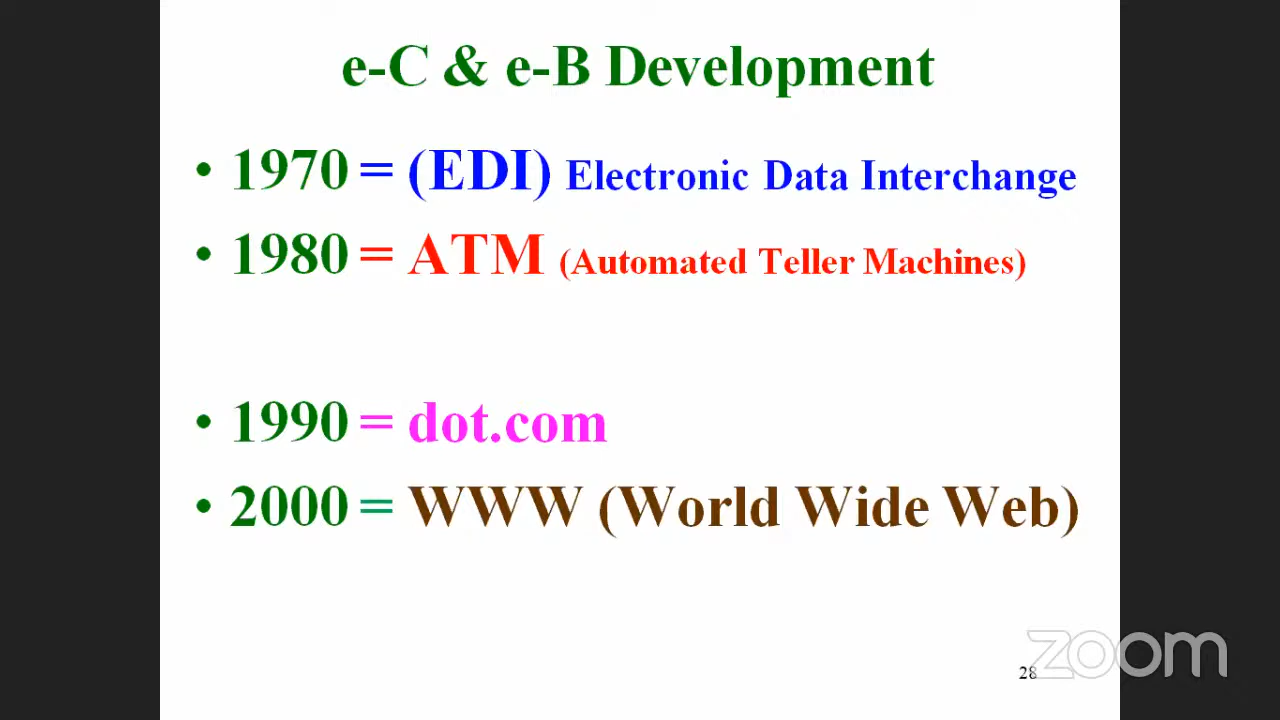 e-C & e-B Development
• 1970 = (EDI) Electronic Data Interchange
• 1980 = ATM (Automated Teller Machines)
• 1990 = dot.com
• 2000 = WWW (World Wide Web)
28
zoom